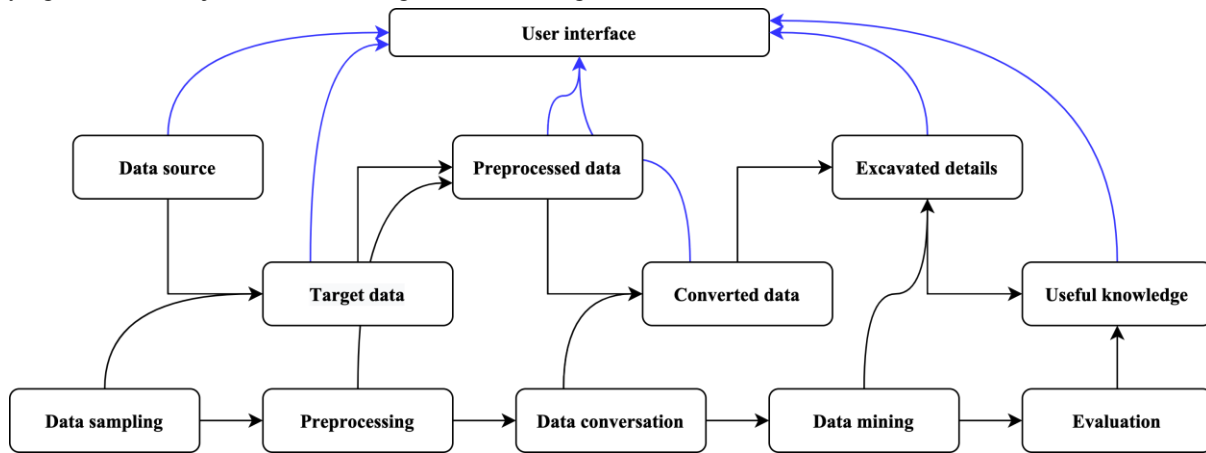 User interface
Data source
Preprocessed data
Excavated details
Target data
Converted data
Useful knowledge
Data sampling
Preprocessing
Data conversation
Data mining
Evaluation